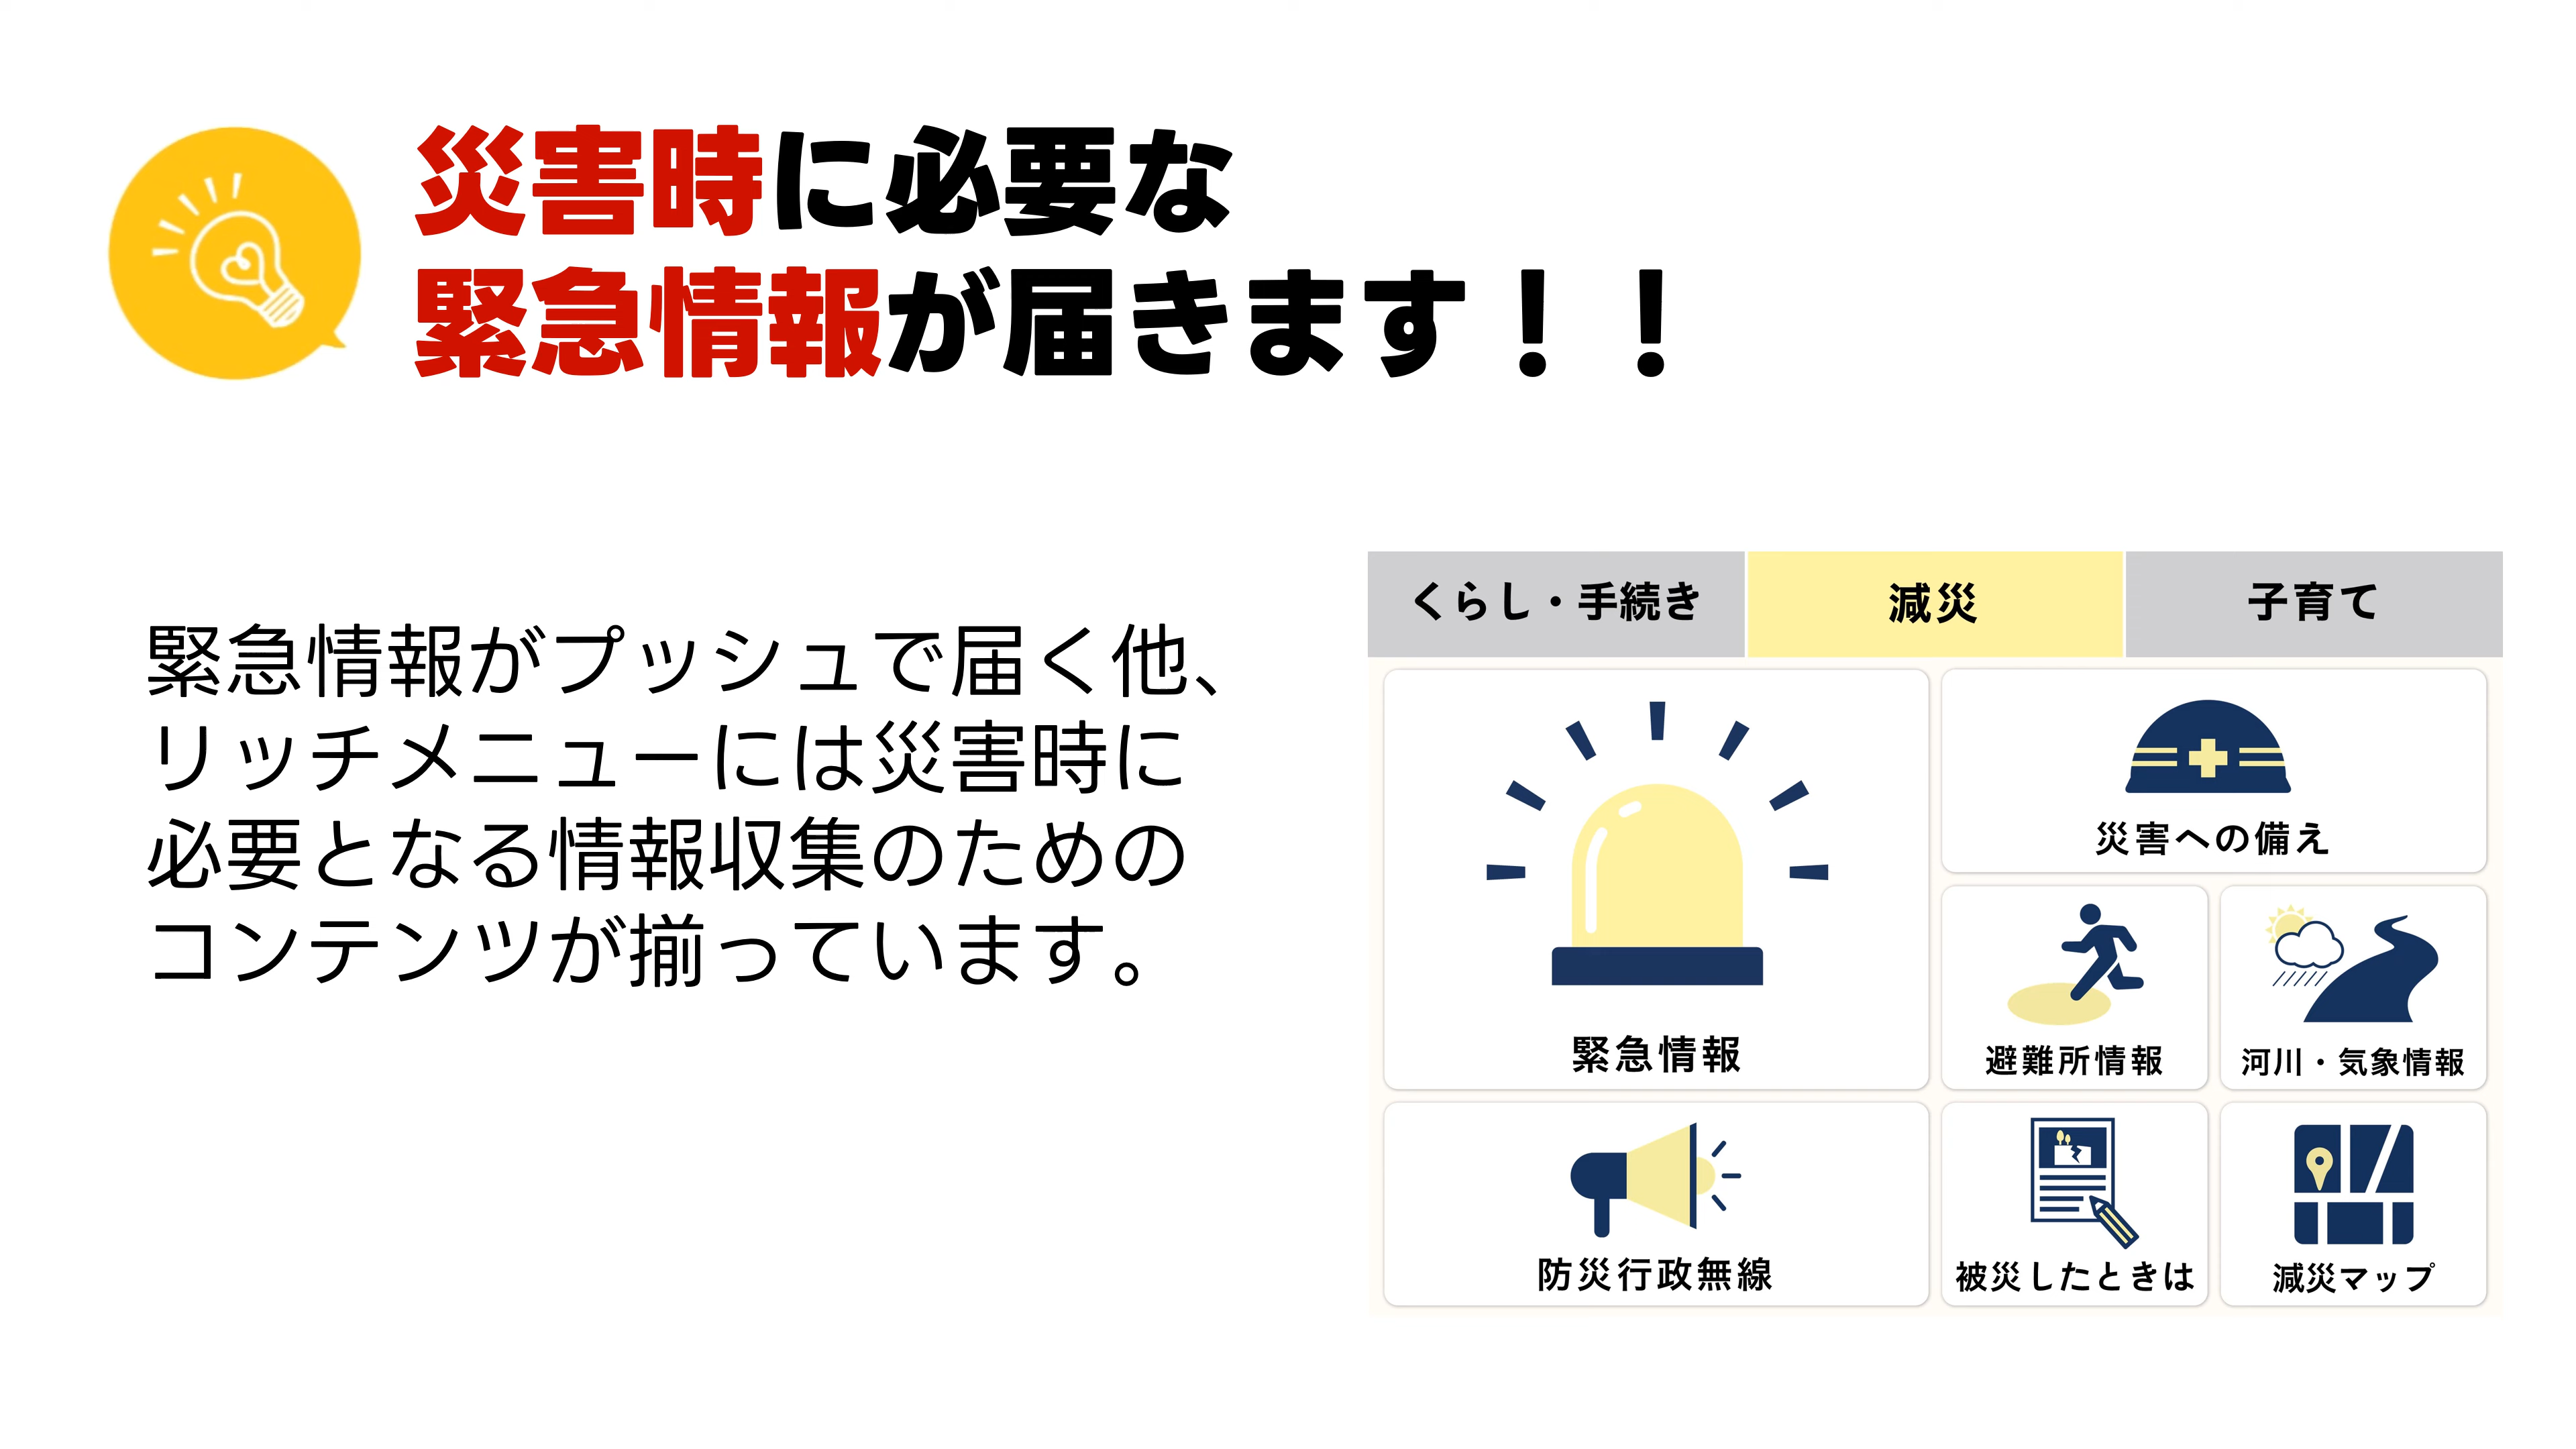 災害時に必要な
緊急情報が届きます！！
緊急情報がプッシュで届く他、
リッチメニューには災害時に
必要となる情報収集のための
コンテンツが揃っています。
くらし・手続き
減災
子育て
緊急情報
災害への備え
避難所情報
河川・気象情報
防災行政無線
被災したときは
減災マップ